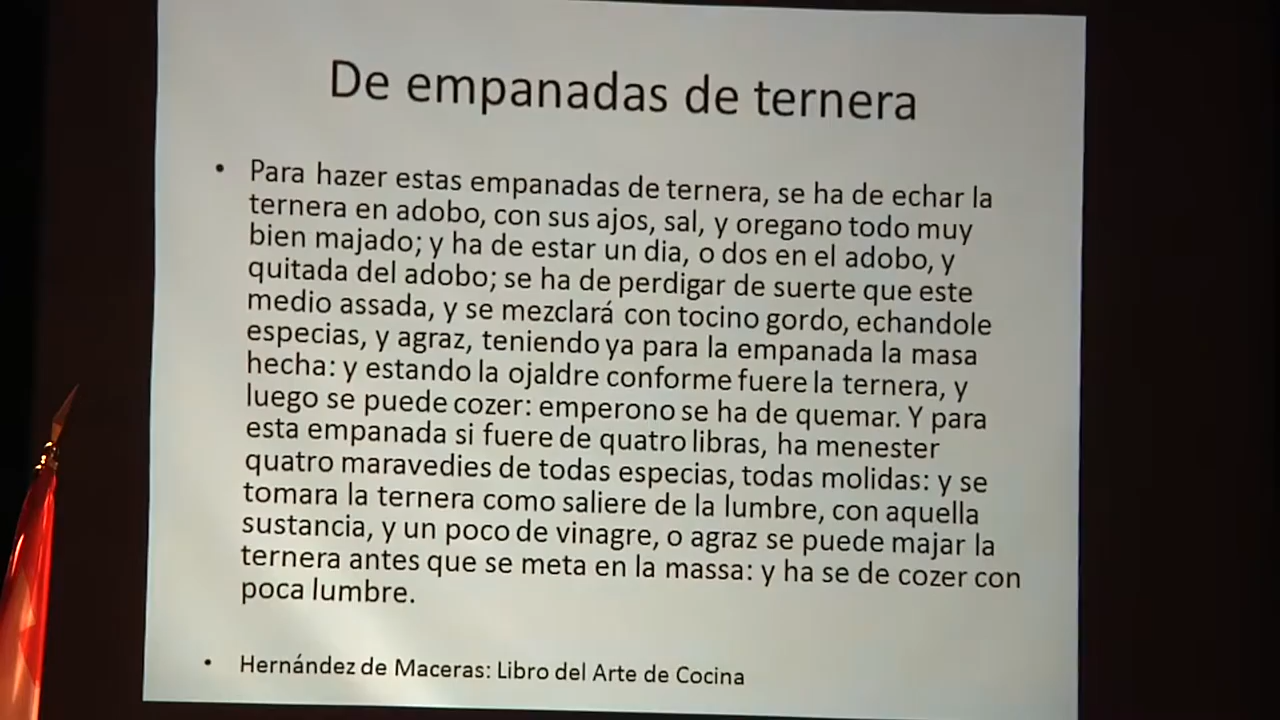 De empanadas de ternera
• Para hazer estas empanadas de ternera, se ha de echar la
ternera en adobo, con sus ajos, sal, y oregano todo muy
bien majado; y ha de estar un dia, o dos en el adobo, y
quitada del adobo; se ha de perdigar de suerte que este
medio assada, y se mezclará con tocino gordo, echandole
especias, y agraz, teniendo ya para la empanada la masa
hecha: y estando la ojaldre conforme fuere la ternera, y
luego se puede cozer: emperono se ha de quemar. Y para
esta empanada si fuere de quatro libras, ha menester
quatro maravedies de todas especias, todas molidas: y se
tomara la ternera como saliere de la lumbre, con aquella
sustancia, y un poco de vinagre, o agraz se puede majar la
ternera antes que se meta en la massa: y ha se de cozer con
poca lumbre.
• Hernández de Maceras: Libro del Arte de Cocina